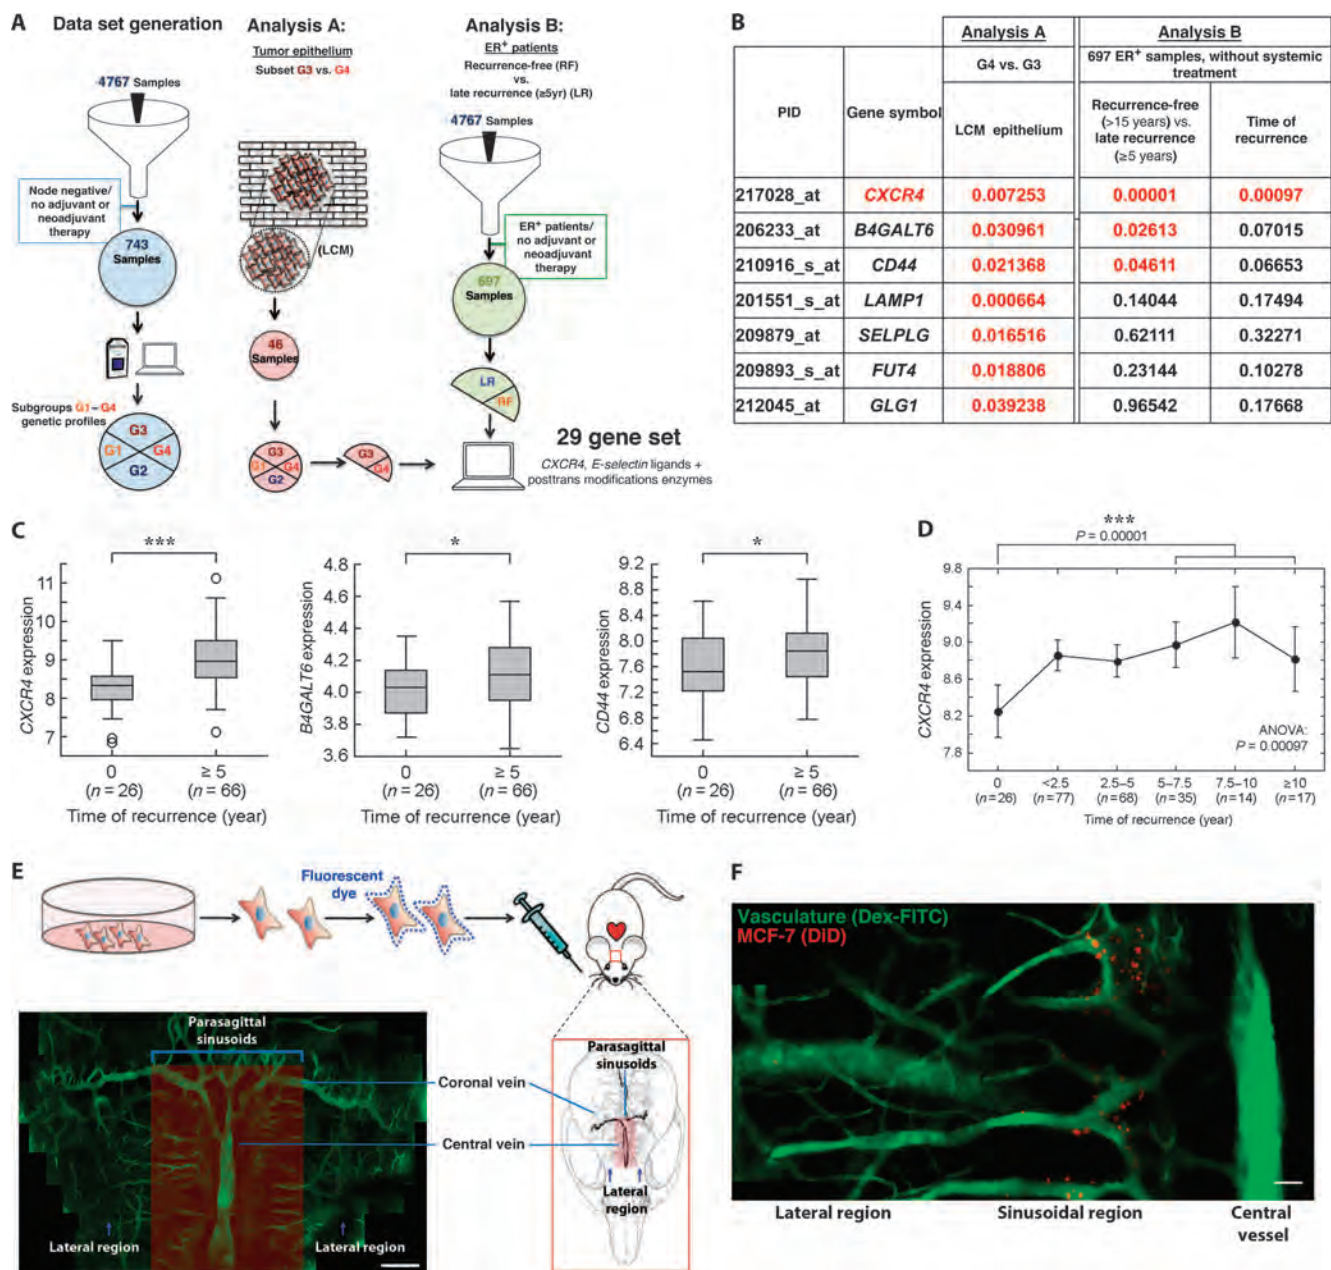 A
Data set generation
4767 Samples
Node negative/
no adjuvant or
neoadjuvant
therapy
743
Samples
Subgroups G1–G4
genetic profiles
G3
G1
G4
G2
Analysis A:
Tumor epithelium
Subset G3 vs. G4
(LCM)
46
Samples
G3
G1
G4
G2
G3
G4
Analysis B:
ER+ patients
Recurrence-free (RF)
vs.
late recurrence (≥5yr) (LR)
4767 Samples
ER+ patients/
no adjuvant or
neoadjuvant
therapy
697
Samples
LR
RF
29 gene set
CXCR4, E-selectin ligands +
posttrans modifications enzymes
B
Analysis A Analysis B
G4 vs. G3 697 ER+ samples, without systemic
treatment
PID Gene symbol LCM epithelium
Recurrence-free
(>15 years) vs.
late recurrence
(≥5 years)
Time of
recurrence
217028_at CXCR4 0.007253 0.00001 0.00097
206233_at B4GALT6 0.030961 0.02613 0.07015
210916_s_at CD44 0.021368 0.04611 0.06653
201551_s_at LAMP1 0.000664 0.14044 0.17494
209879_at SELPLG 0.016516 0.62111 0.32271
209893_s_at FUT4 0.018806 0.23144 0.10278
212045_at GLG1 0.039238 0.96542 0.17668
C
***
CXCR4 expression
11
10
9
8
7
0 ≥ 5
(n = 26) (n = 66)
Time of recurrence (year)
*
B4GALT6 expression
4.8
4.6
4.4
4.2
4.0
3.8
3.6
0 ≥ 5
(n = 26) (n = 66)
Time of recurrence (year)
*
CD44 expression
9.2
8.8
8.4
8.0
7.6
7.2
6.8
6.4
0 ≥ 5
(n = 26) (n = 66)
Time of recurrence (year)
D
***
P = 0.00001
CXCR4 expression
9.8
9.4
9.0
8.6
8.2
7.8
ANOVA:
P = 0.00097
0 <2.5 2.5–5 5–7.5 7.5–10 ≥10
(n=26) (n=77) (n=68) (n=35) (n=14) (n=17)
Time of recurrence (year)
E
Fluorescent
dye
Parasagittal
sinusoids
Coronal vein
Central vein
Lateral region
Lateral region
Parasagittal
sinusoids
Lateral
region
F
Vasculature (Dex-FITC)
MCF-7 (DiD)
Lateral region Sinusoidal region Central
vessel